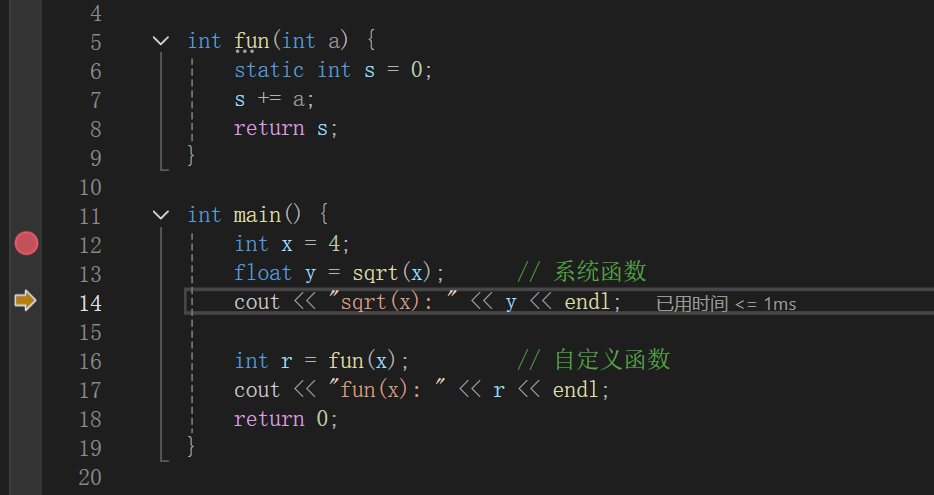 4
5 int fun(int a) {
6 static int s = 0;
7 s += a;
8 return s;
9 }
10
11 int main() {
12 int x = 4;
13 float y = sqrt(x); // 系统函数
14 cout << "sqrt(x): " << y << endl; 已用时间 <= 1ms
15
16 int r = fun(x); // 自定义函数
17 cout << "fun(x): " << r << endl;
18 return 0;
19 }
20